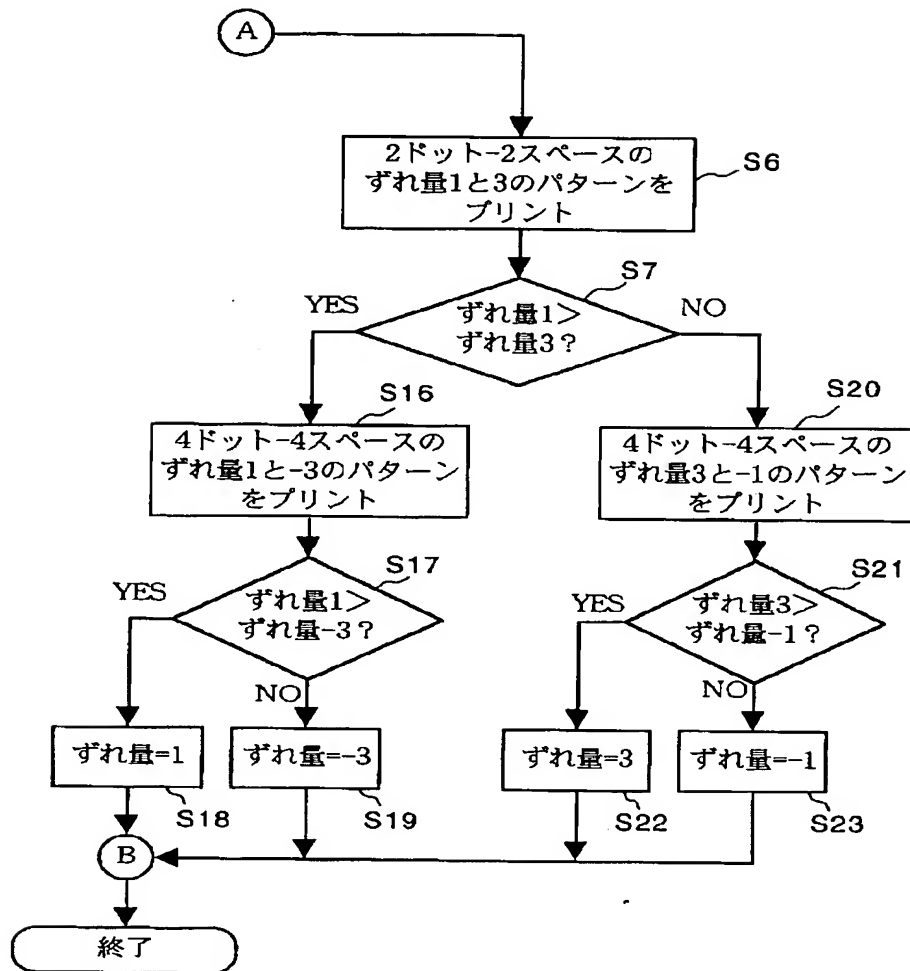 A
2ドット-2スペースの
ずれ量1と3のパターンを
プリント
S6
S7
YES
ずれ量1>
ずれ量3?
NO
S16
4ドット-4スペースの
ずれ量1と-3のパターン
をプリント
S20
4ドット-4スペースの
ずれ量3と-1のパターン
をプリント
S17
YES
ずれ量1>
ずれ量-3?
NO
S21
YES
ずれ量3>
ずれ量-1?
NO
ずれ量=1
S18
ずれ量=-3
S19
ずれ量=3
S22
ずれ量=-1
S23
B
終了